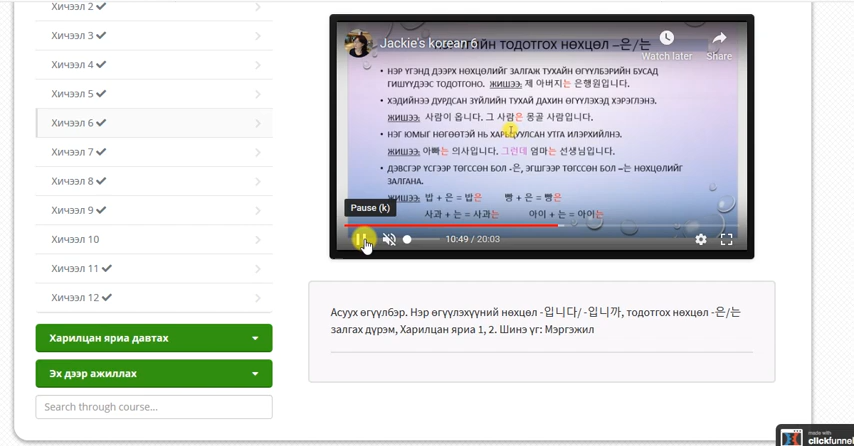 Хичээл 2
Хичээл 3
Хичээл 4
Хичээл 5
Хичээл 6
Хичээл 7
Хичээл 8
Хичээл 9
Хичээл 10
Хичээл 11
Хичээл 12
Харилцан яриа давтах
Эх дээр ажиллах
Search through course...
Jackie's korean 6
ТОДОТГОХ НӨХЦӨЛ –은/는
Watch later
Share
• НЭР ҮГЭНД ДЭЭРХ НӨХЦӨЛИЙГ ЗАЛГАЖ ТУХАЙН ӨГҮҮЛБЭРИЙН БУСАД
ГИШҮҮДЭЭС ТОДОТГОНО. ЖИШЭЭ: 제 아버지는 은행원입니다.
• ХЭДИЙНЭЭ ДУРДСАН ЗҮЙЛИЙН ТУХАЙ ДАХИН ӨГҮҮЛЭХЭД ХЭРЭГЛЭНЭ.
ЖИШЭЭ: 사람이 옵니다. 그 사람은 몽골 사람입니다.
• НЭГ ЮМЫГ НӨГӨӨТЭЙ НЬ ХАРЬЦУУЛСАН УТГА ИЛЭРХИЙЛНЭ.
ЖИШЭЭ: 아빠는 의사입니다. 그런데 엄마는 선생님입니다.
• ДЭВСГЭР ҮСГЭЭР ТӨГССӨН БОЛ -은, ЭГШГЭЭР ТӨГССӨН БОЛ –는 НӨХЦӨЛИЙГ
ЗАЛГАНА.
ЖИШЭЭ: 밥 + 은 = 밥은 빵 + 은 = 빵은
사과 + 는 = 사과는 아이 + 는 = 아이는
Pause (k)
10:49 / 20:03
Асуух өгүүлбэр. Нэр өгүүлэхүүний нөхцөл -입니다/ -입니까, тодотгох нөхцөл -은/는
залгах дүрэм, Харилцан яриа 1, 2. Шинэ үг: Мэргэжил
made with
clickfunnel